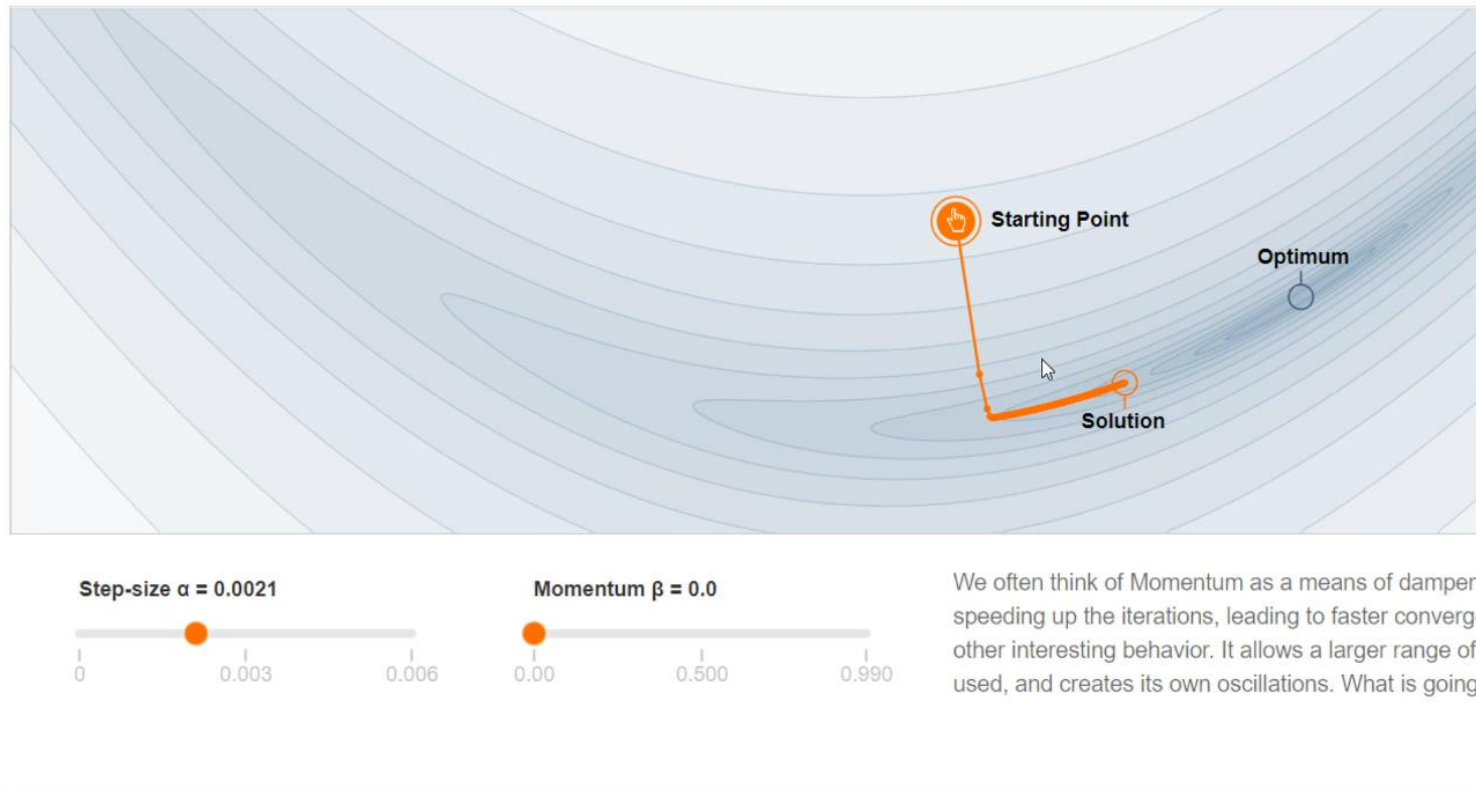 Starting Point
Optimum
Solution
Step-size α = 0.0021
0
0.003
0.006
Momentum β = 0.0
0.00
0.500
0.990
We often think of Momentum as a means of dampen
speeding up the iterations, leading to faster converge
other interesting behavior. It allows a larger range of
used, and creates its own oscillations. What is going